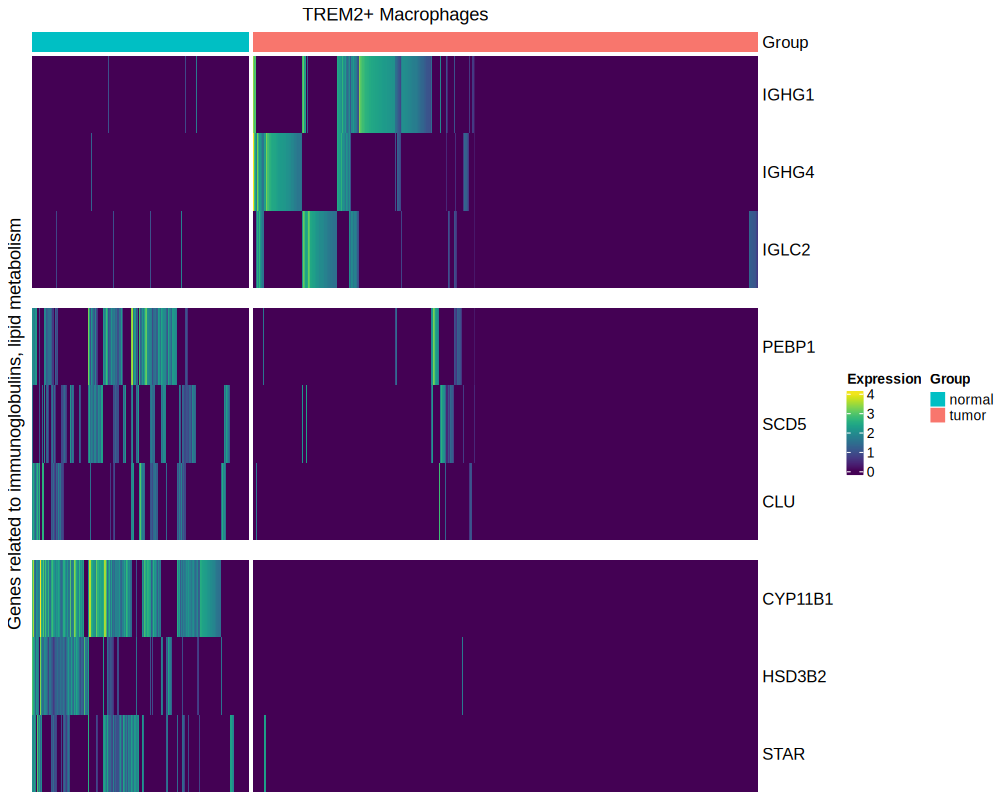 TREM2+ Macrophages
Group
IGHG1
IGHG4
IGLC2
PEBP1
SCD5
CLU
CYP11B1
HSD3B2
STAR
Genes related to immunoglobulins, lipid metabolism
Expression
4
3
2
1
0
Group
normal
tumor